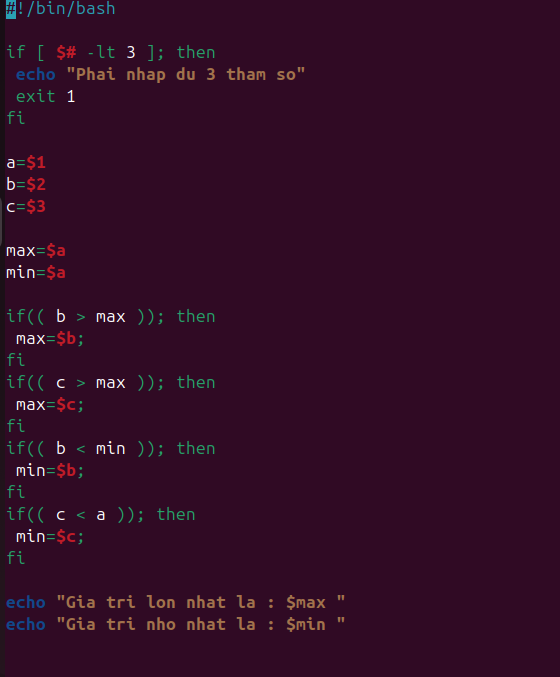 #!/bin/bash
if [ $# -lt 3 ]; then
 echo "Phai nhap du 3 tham so"
 exit 1
fi
a=$1
b=$2
c=$3
max=$a
min=$a
if(( b > max )); then
 max=$b;
fi
if(( c > max )); then
 max=$c;
fi
if(( b < min )); then
 min=$b;
fi
if(( c < a )); then
 min=$c;
fi
echo "Gia tri lon nhat la : $max "
echo "Gia tri nho nhat la : $min "